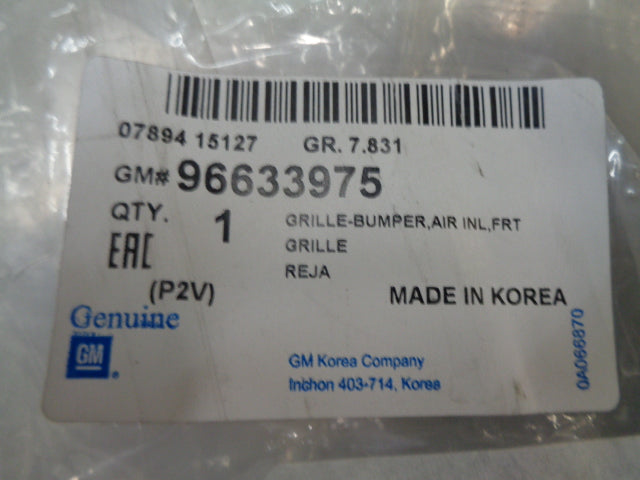 07894 15127 GR. 7.831
GM# 96633975
QTY. 1 GRILLE-BUMPER,AIR INL,FRT
GRILLE
REJA
EAC
(P2V) MADE IN KOREA
Genuine
GM
GM Korea Company
Inchon 403-714, Korea
0A066870